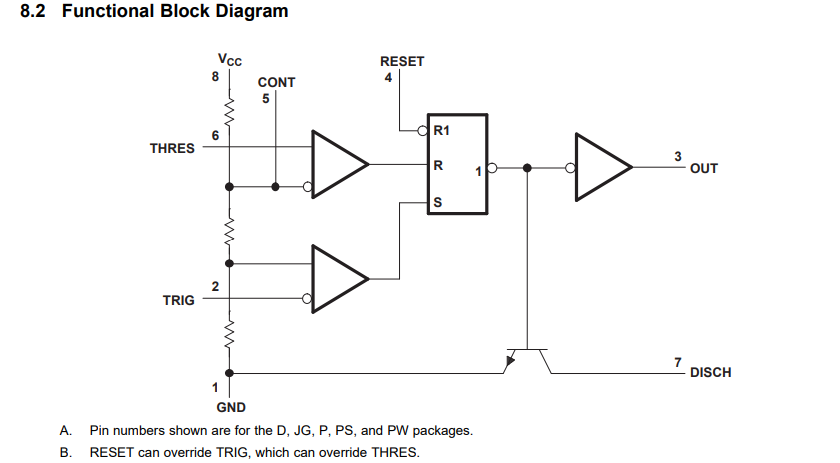 8.2 Functional Block Diagram
VCC
8
CONT
5
RESET
4
6
THRES
R1
R
1
S
3
OUT
2
TRIG
7
DISCH
1
GND
A. Pin numbers shown are for the D, JG, P, PS, and PW packages.
B. RESET can override TRIG, which can override THRES.